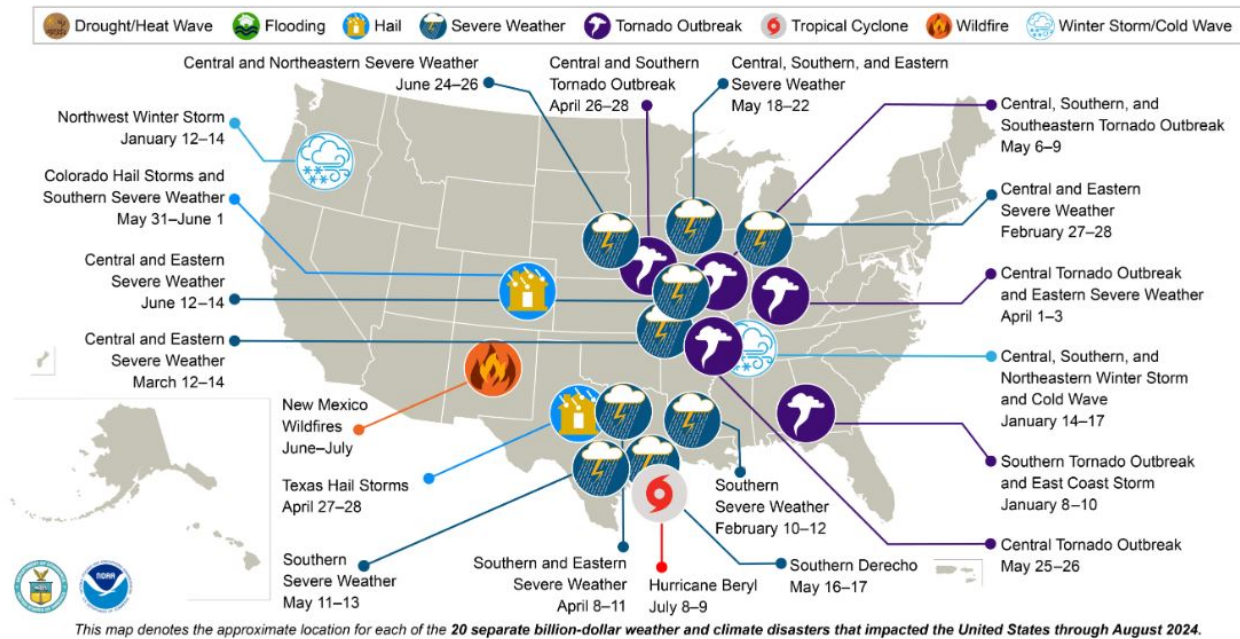 Drought/Heat Wave
Flooding
Hail
Severe Weather
Tornado Outbreak
Tropical Cyclone
Wildfire
Winter Storm/Cold Wave
Central and Northeastern Severe Weather
June 24–26
Central and Southern
Tornado Outbreak
April 26–28
Central, Southern, and Eastern
Severe Weather
May 18–22
Northwest Winter Storm
January 12–14
Central, Southern, and
Southeastern Tornado Outbreak
May 6–9
Colorado Hail Storms and
Southern Severe Weather
May 31–June 1
Central and Eastern
Severe Weather
February 27–28
Central and Eastern
Severe Weather
June 12–14
Central Tornado Outbreak
and Eastern Severe Weather
April 1–3
Central and Eastern
Severe Weather
March 12–14
Central, Southern, and
Northeastern Winter Storm
and Cold Wave
January 14–17
New Mexico
Wildfires
June–July
Texas Hail Storms
April 27–28
Southern
Severe Weather
February 10–12
Southern Tornado Outbreak
and East Coast Storm
January 8–10
Southern
Severe Weather
May 11–13
Southern and Eastern
Severe Weather
April 8–11
Hurricane Beryl
July 8–9
Southern Derecho
May 16–17
Central Tornado Outbreak
May 25–26
NOAA
This map denotes the approximate location for each of the 20 separate billion-dollar weather and climate disasters that impacted the United States through August 2024.